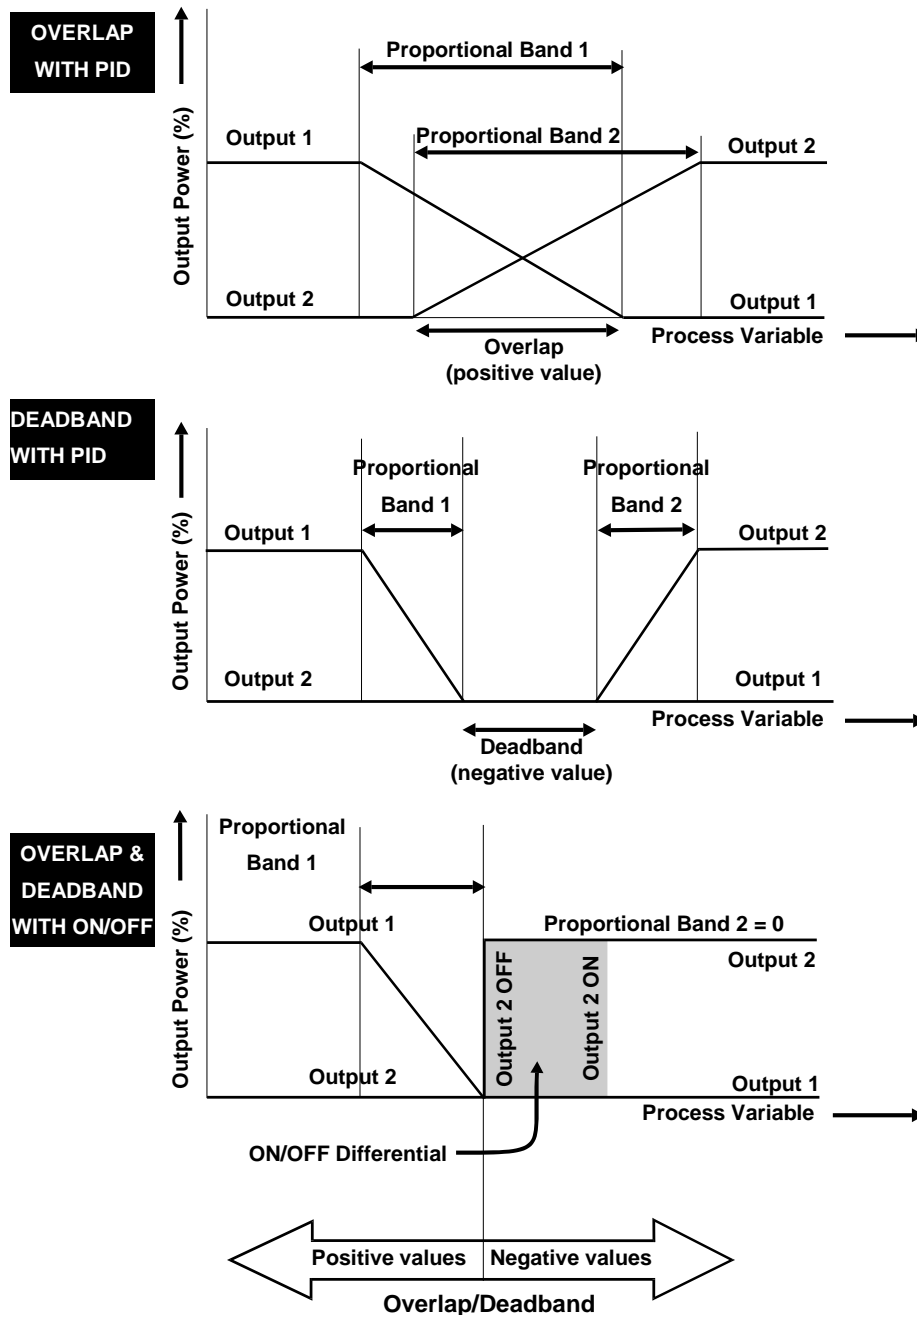 OVERLAP
WITH PID
Output Power (%)
Proportional Band 1
Output 1
Proportional Band 2
Output 2
Output 2
Output 1
Process Variable
Overlap
(positive value)
DEADBAND
WITH PID
Output Power (%)
Proportional
Band 1
Proportional
Band 2
Output 1
Output 2
Output 2
Output 1
Process Variable
Deadband
(negative value)
OVERLAP &
DEADBAND
WITH ON/OFF
Output Power (%)
Proportional
Band 1
Output 1
Proportional Band 2 = 0
Output 2
Output 2 OFF
Output 2 ON
Output 2
Output 1
Process Variable
ON/OFF Differential
Positive values
Negative values
Overlap/Deadband